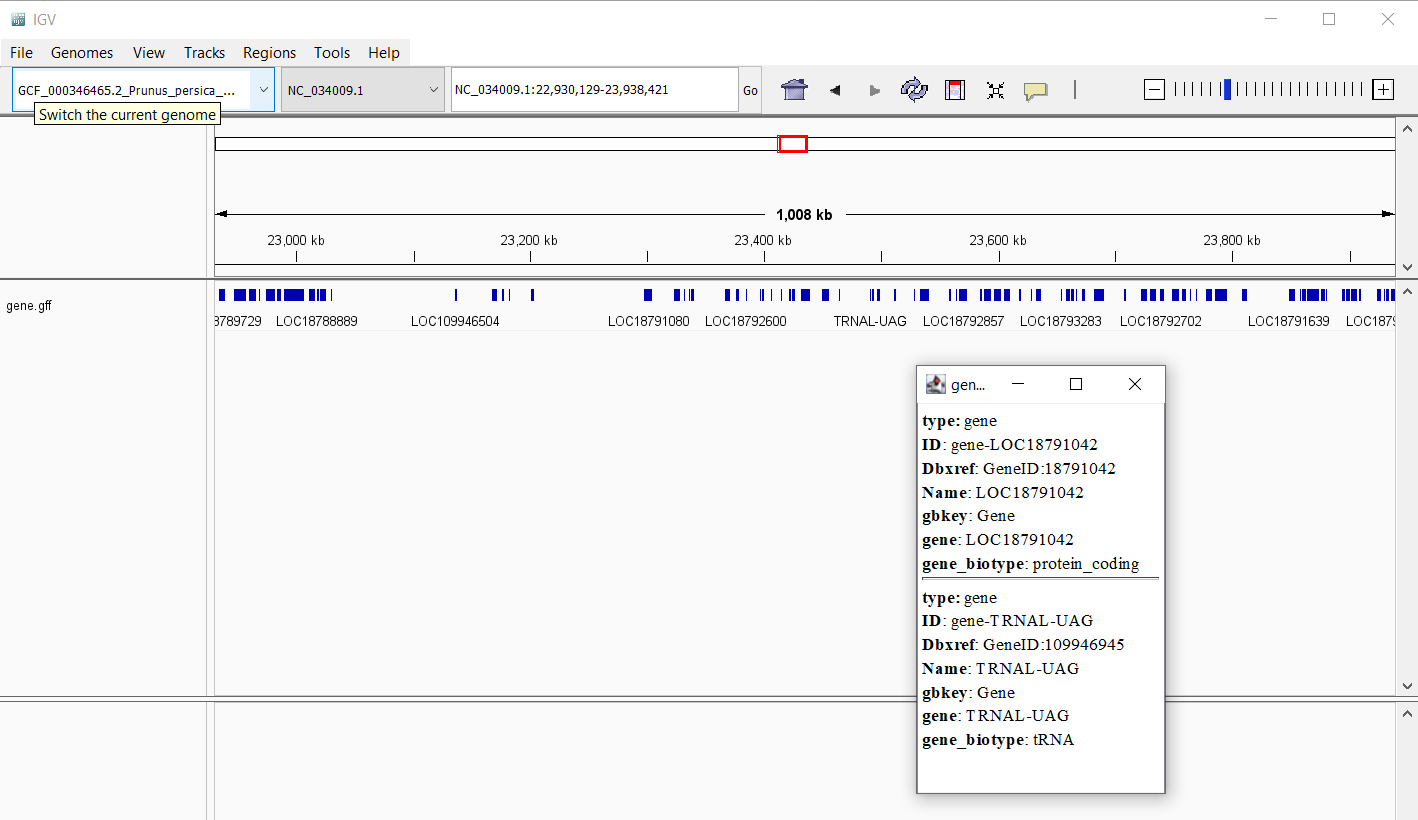 IGV
File Genomes View Tracks Regions Tools Help
GCF_000346465.2_Prunus_persica_... NC_034009.1 NC_034009.1:22,930,129-23,938,421 Go
Switch the current genome
1,008 kb
23,000 kb 23,200 kb 23,400 kb 23,600 kb 23,800 kb
gene.gff
8789729 LOC18788889 LOC109946504 LOC18791080 LOC18792600 TRNAL-UAG LOC18792857 LOC18793283 LOC18792702 LOC18791639 LOC1879
gen...
type: gene
ID: gene-LOC18791042
Dbxref: GeneID:18791042
Name: LOC18791042
gbkey: Gene
gene: LOC18791042
gene_biotype: protein_coding
type: gene
ID: gene-TRNAL-UAG
Dbxref: GeneID:109946945
Name: TRNAL-UAG
gbkey: Gene
gene: TRNAL-UAG
gene_biotype: tRNA